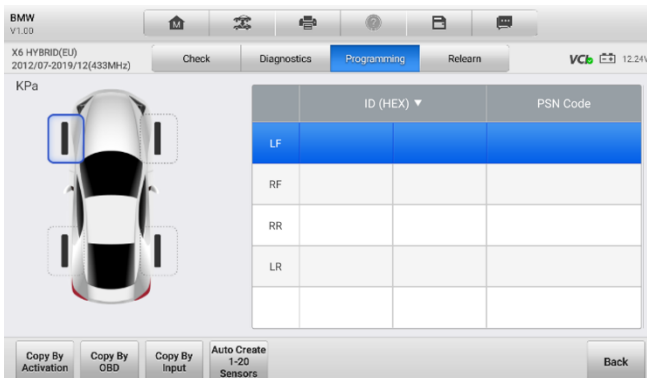 BMW
V1.00
X6 HYBRID(EU)
2012/07-2019/12(433MHz)
Check
Diagnostics
Programming
Relearn
VCI
12.24V
KPa
ID (HEX) ▼
PSN Code
LF
RF
RR
LR
Copy By
Activation
Copy By
OBD
Copy By
Input
Auto Create
1-20
Sensors
Back